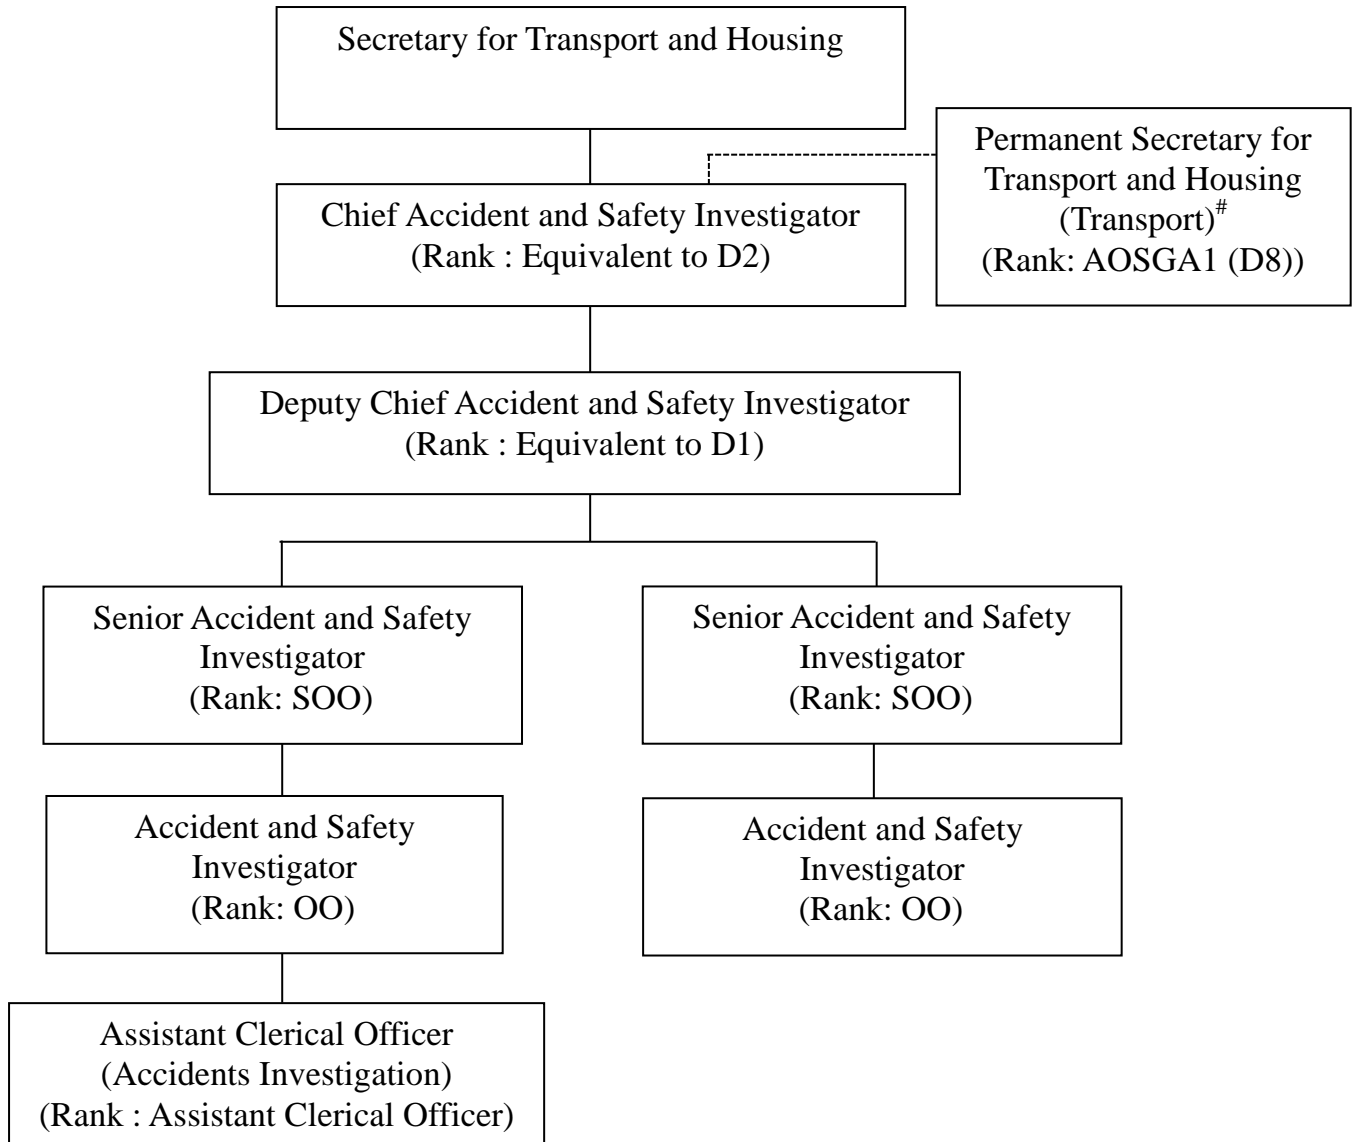 Secretary for Transport and Housing
Permanent Secretary for
Transport and Housing
(Transport)#
(Rank: AOSGA1 (D8))
Chief Accident and Safety Investigator
(Rank : Equivalent to D2)
Deputy Chief Accident and Safety Investigator
(Rank : Equivalent to D1)
Senior Accident and Safety
Investigator
(Rank: SOO)
Senior Accident and Safety
Investigator
(Rank: SOO)
Accident and Safety
Investigator
(Rank: OO)
Accident and Safety
Investigator
(Rank: OO)
Assistant Clerical Officer
(Accidents Investigation)
(Rank : Assistant Clerical Officer)